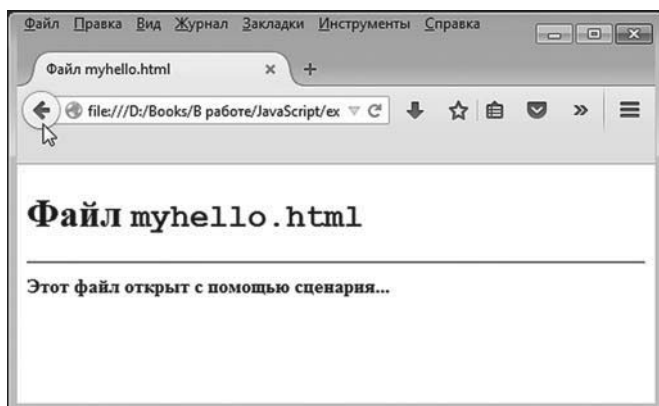 Файл Правка Вид Журнал Закладки Инструменты Справка
Файл myhello.html
file:///D:/Books/В работе/JavaScript/ex
Файл myhello.html
Этот файл открыт с помощью сценария...